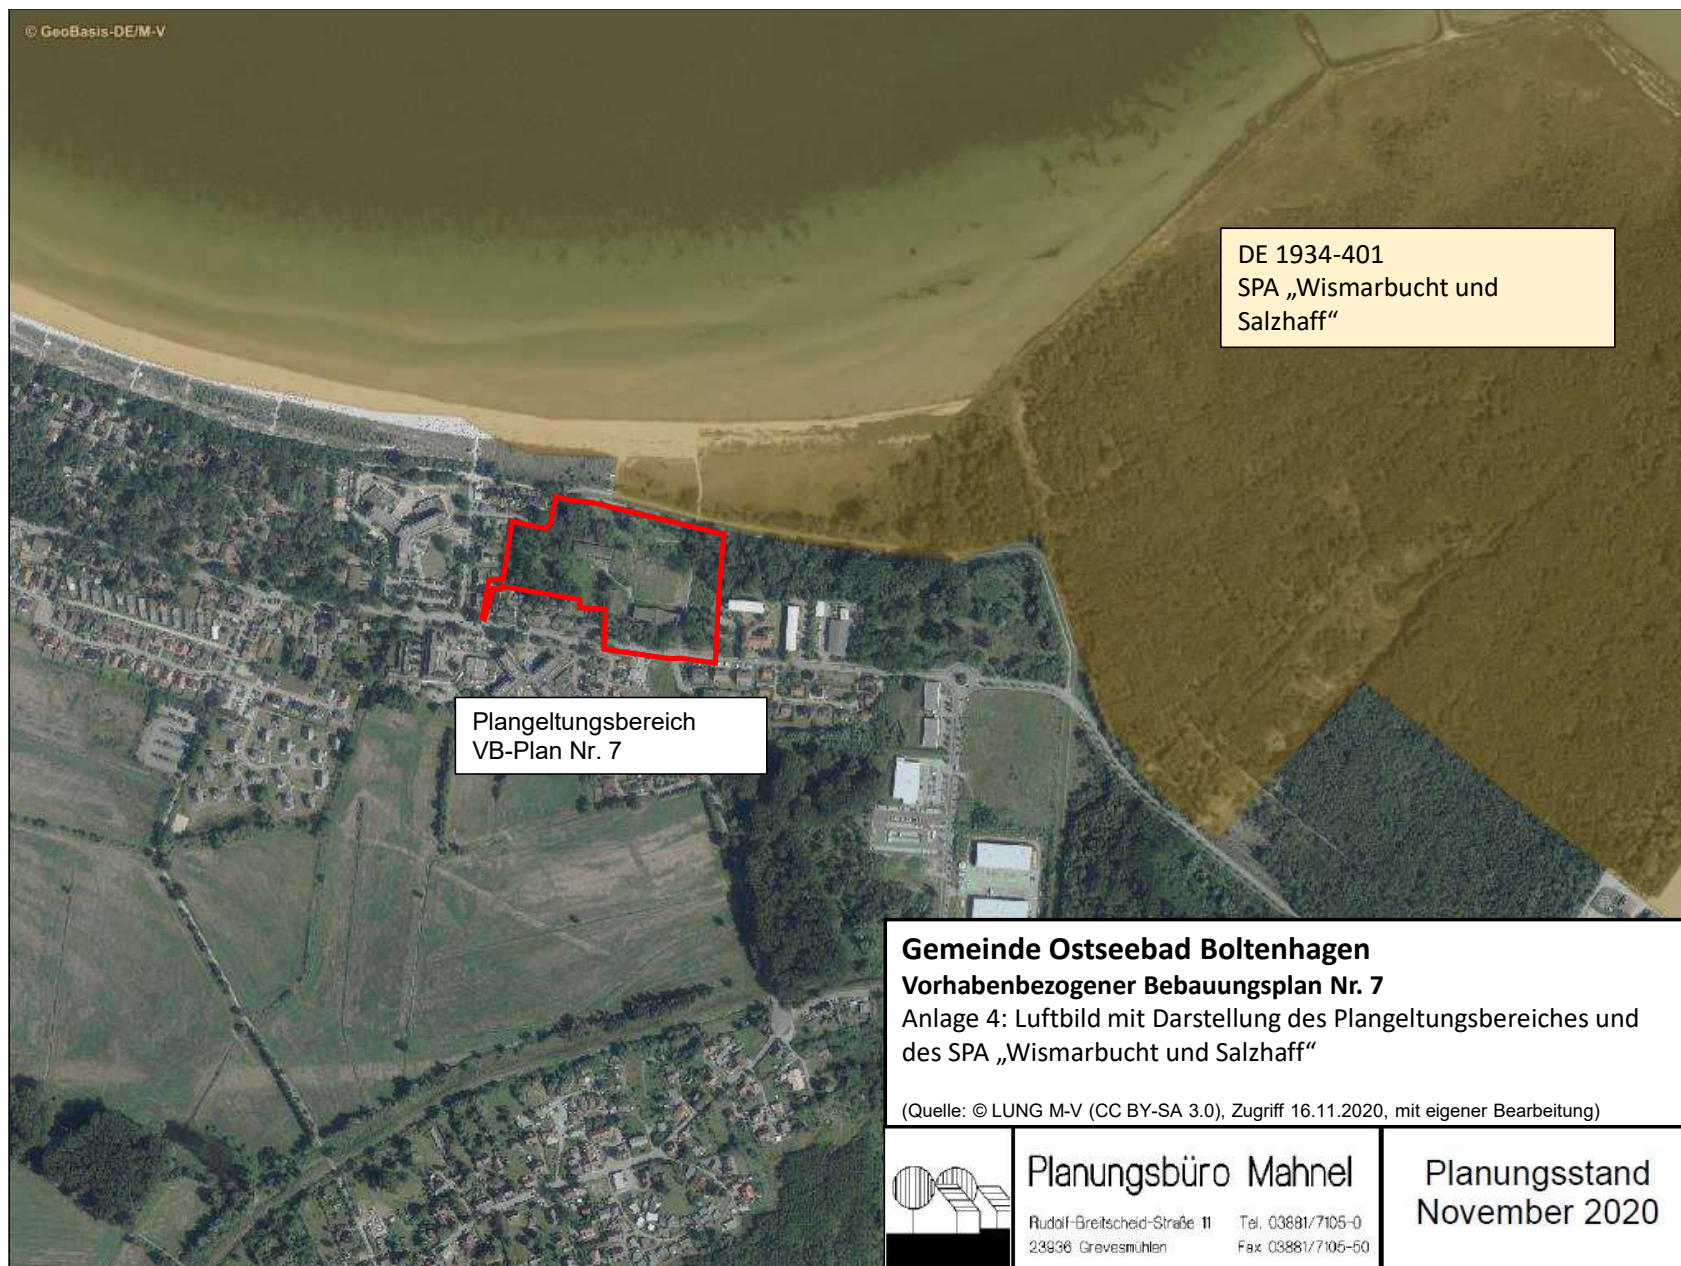 © GeoBasis-DE/M-V
DE 1934-401
SPA „Wismarbucht und
Salzhaff“
Plangeltungsbereich
VB-Plan Nr. 7
Gemeinde Ostseebad Boltenhagen
Vorhabenbezogener Bebauungsplan Nr. 7
Anlage 4: Luftbild mit Darstellung des Plangeltungsbereiches und
des SPA „Wismarbucht und Salzhaff“
(Quelle: © LUNG M-V (CC BY-SA 3.0), Zugriff 16.11.2020, mit eigener Bearbeitung)
Planungsbüro Mahnel
Rudolf-Breitscheid-Straße 11 Tel. 03881/7105-0
23936 Grevesmühlen Fax 03881/7105-50
Planungsstand
November 2020